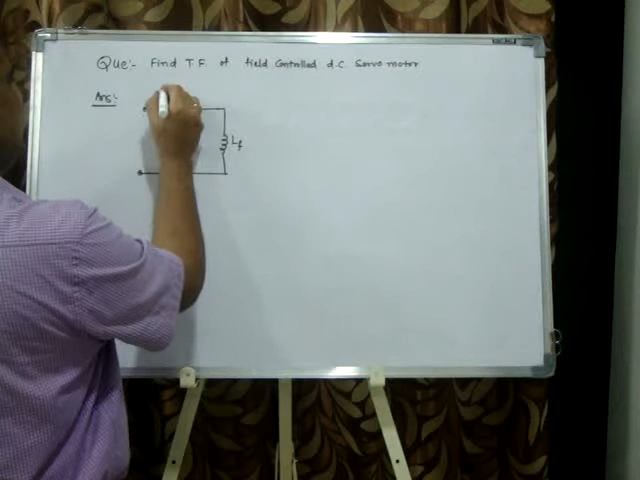 Que:- Find T.F. of field Controlled d.C. Servo motor
Ans:-
Lf